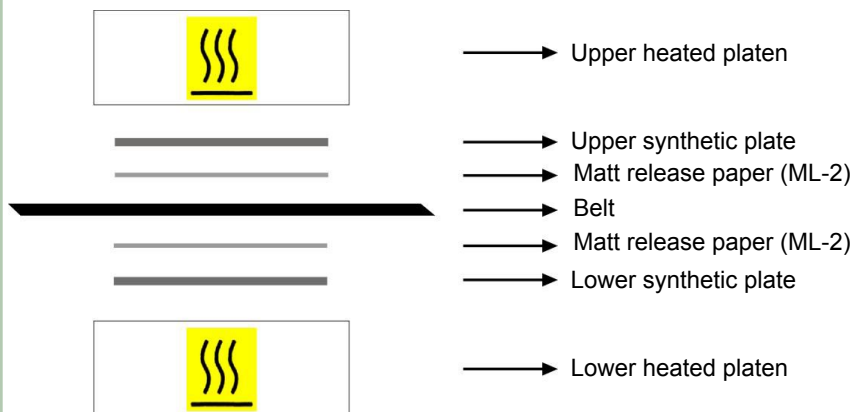 Upper heated platen
Upper synthetic plate
Matt release paper (ML-2)
Belt
Matt release paper (ML-2)
Lower synthetic plate
Lower heated platen